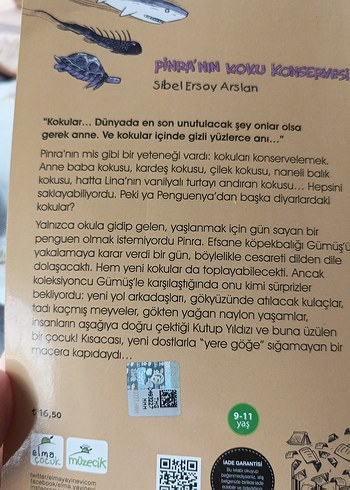 PİNRA'NIN KOKU KONSERVESİ
Sibel Ersoy Arslan
"Kokular... Dünyada en son unutulacak şey onlar olsa
gerek anne. Ve kokular içinde gizli yüzlerce anı..."
Pinra'nın mis gibi bir yeteneği vardı: kokuları konservelemek.
Anne baba kokusu, kardeş kokusu, çilek kokusu, naneli balık
kokusu, hatta Lina'nın vanilyalı turtayı andıran kokusu... Hepsini
saklayabiliyordu. Peki ya Penguenya'dan başka diyarlardaki
kokular?
Yalnızca okula gidip gelen, yaşlanmak için gün sayan bir
penguen olmak istemiyordu Pinra. Efsane köpekbalığı Gümüş'ü
yakalamaya karar verdi bir gün, böylelikle cesareti dilden dile
dolaşacaktı. Hem yeni kokular da toplayabilecekti. Ancak
koleksiyoncu Gümüş'le karşılaştığında onu kimi sürprizler
bekliyordu: yeni yol arkadaşları, gökyüzünde atılacak kulaçlar,
tadı kaçmış meyveler, gökten yağan naylon yaşamlar,
insanların aşağıya doğru çektiği Kutup Yıldızı ve buna üzülen
bir çocuk! Kısacası, yeni dostlarla "yere göğe" sığamayan bir
macera kapıdaydı...
₺ 16,50
9-11
yaş
elma
çocuk
müzecik
twitter/elmayayinevicom
facebook/elma.yayinevi
İADE GARANTİSİ